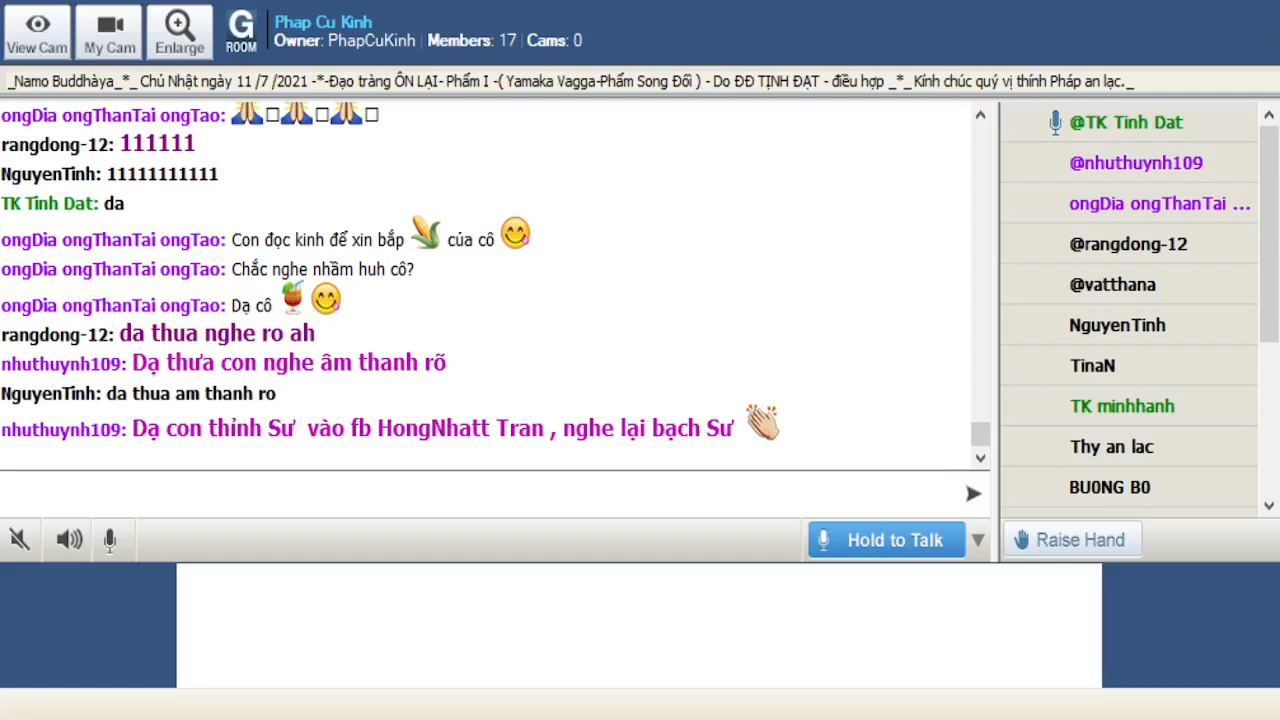 View Cam
My Cam
Enlarge
G
ROOM
Phap Cu Kinh
Owner: PhapCuKinh | Members: 17 | Cams: 0
_Namo Buddhàya_*_ Chủ Nhật ngày 11 /7 /2021 -*-Đạo tràng ÔN LẠI- Phẩm I -( Yamaka Vagga-Phẩm Song Đối ) - Do ĐĐ TỊNH ĐẠT - điều hợp _*_ Kính chúc quý vị thính Pháp an lạc._
ongDia ongThanTai ongTao: 🙏□🙏□🙏□
rangdong-12: 111111
NguyenTinh: 11111111111
TK Tinh Dat: da
ongDia ongThanTai ongTao: Con đọc kinh để xin bắp 🌽 của cô 😋
ongDia ongThanTai ongTao: Chắc nghe nhầm huh cô?
ongDia ongThanTai ongTao: Dạ cô 🍹 😋
rangdong-12: da thua nghe ro ah
nhuthuynh109: Dạ thưa con nghe âm thanh rõ
NguyenTinh: da thua am thanh ro
nhuthuynh109: Dạ con thỉnh Sư vào fb HongNhatt Tran , nghe lại bạch Sư 👏
@TK Tinh Dat
@nhuthuynh109
ongDia ongThanTai ...
@rangdong-12
@vatthana
NguyenTinh
TinaN
TK minhhanh
Thy an lac
BU0NG B0
Hold to Talk
Raise Hand